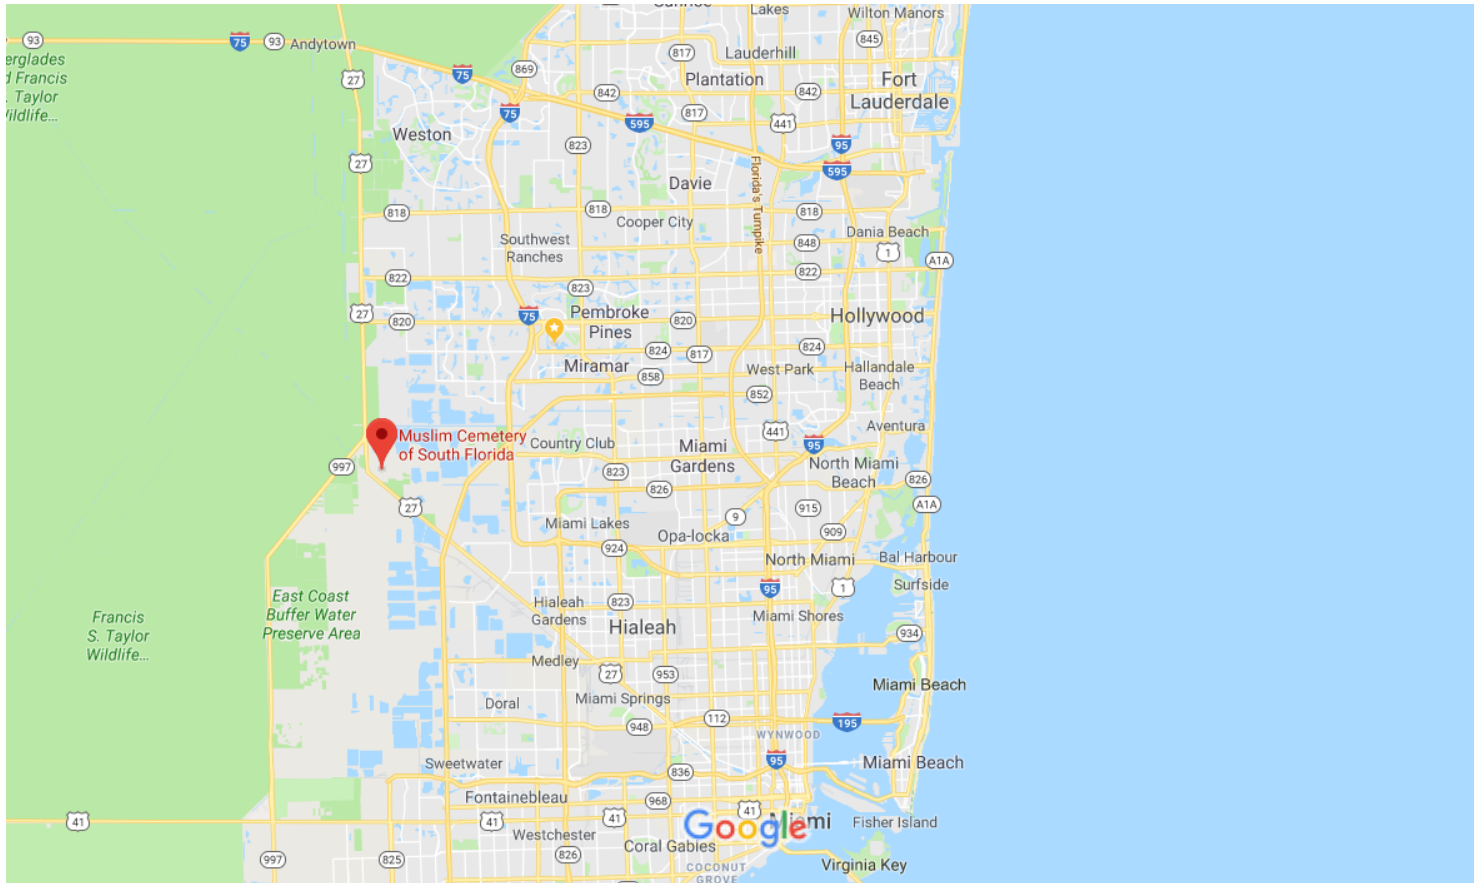 Sunrise
Lakes
Wilton Manors
93
75
93
Andytown
845
Lauderhill
817
erglades
d Francis
. Taylor
/ildlife...
27
75
869
Plantation
Fort
Lauderdale
842
842
75
817
441
595
Weston
95
823
27
595
Florida's Turnpike
Davie
818
818
818
Cooper City
Dania Beach
Southwest
Ranches
848
1
A1A
822
822
823
27
75
820
Pembroke
Pines
820
Hollywood
824
817
824
Miramar
858
West Park
Hallandale
Beach
852
Muslim Cemetery
of South Florida
Country Club
441
Aventura
95
Miami
Gardens
997
823
North Miami
Beach
826
826
27
A1A
915
9
Miami Lakes
909
Opa-locka
924
North Miami
Bal Harbour
95
1
Surfside
East Coast
Buffer Water
Preserve Area
Hialeah
Gardens
823
Miami Shores
Francis
S. Taylor
Wildlife...
Hialeah
934
Medley
27
953
Miami Beach
Doral
Miami Springs
948
112
195
WYNWOOD
Sweetwater
95
Miami Beach
836
Fontainebleau
968
41
41
41
41
Google
Miami
Fisher Island
Westchester
Coral Gables
997
825
826
COCONUT
GROVE
Virginia Key